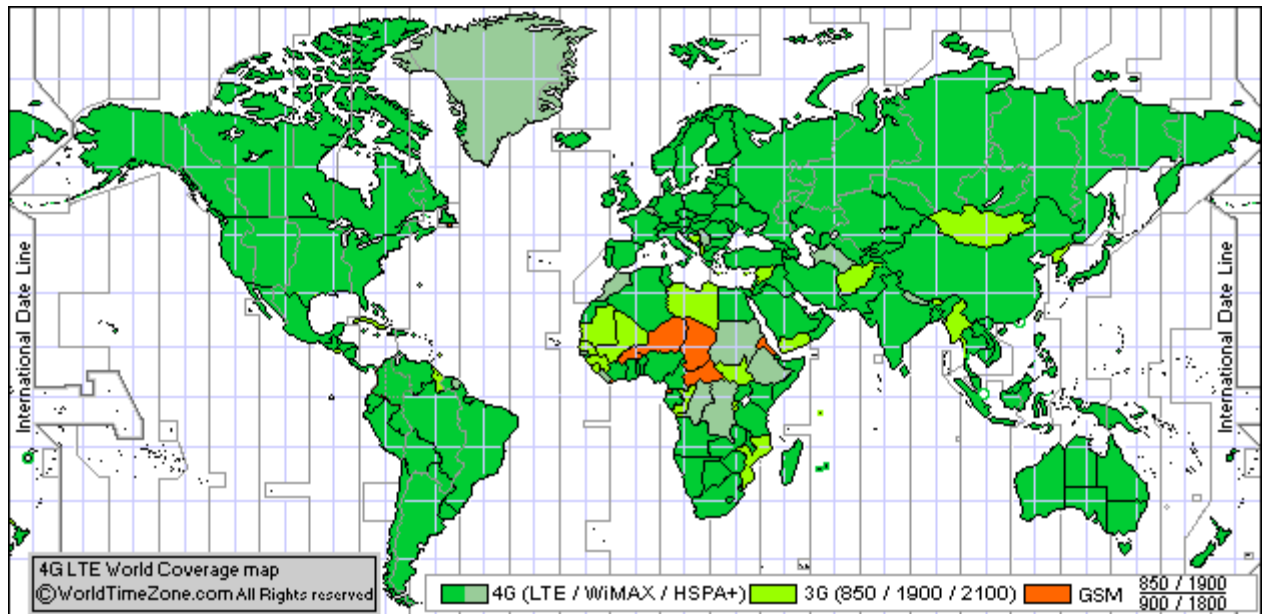 International Date Line
International Date Line
4G LTE World Coverage map
©WorldTimeZone.com All Rights reserved
4G (LTE / WiMAX / HSPA+) 3G (850 / 1900 / 2100) GSM 850 / 1900
900 / 1800